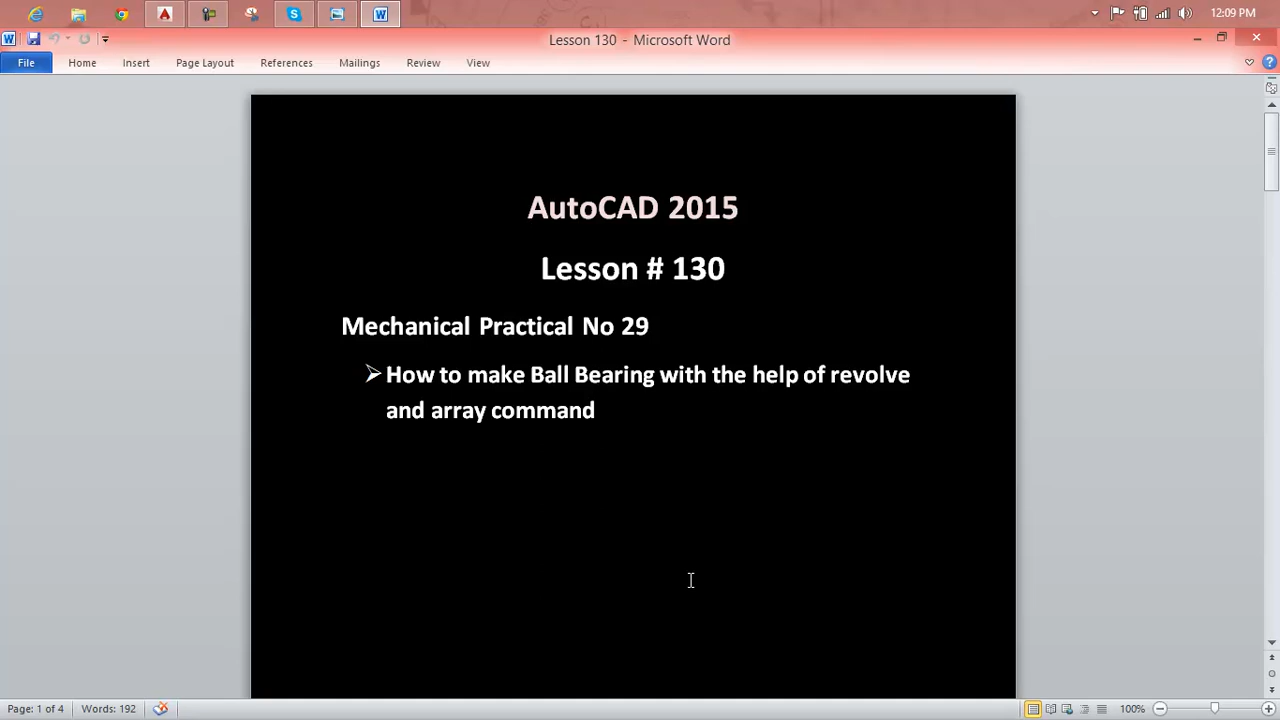 12:09 PM
Lesson 130 - Microsoft Word
File Home Insert Page Layout References Mailings Review View
AutoCAD 2015
Lesson # 130
Mechanical Practical No 29
How to make Ball Bearing with the help of revolve
and array command
Page: 1 of 4 Words: 192 100%